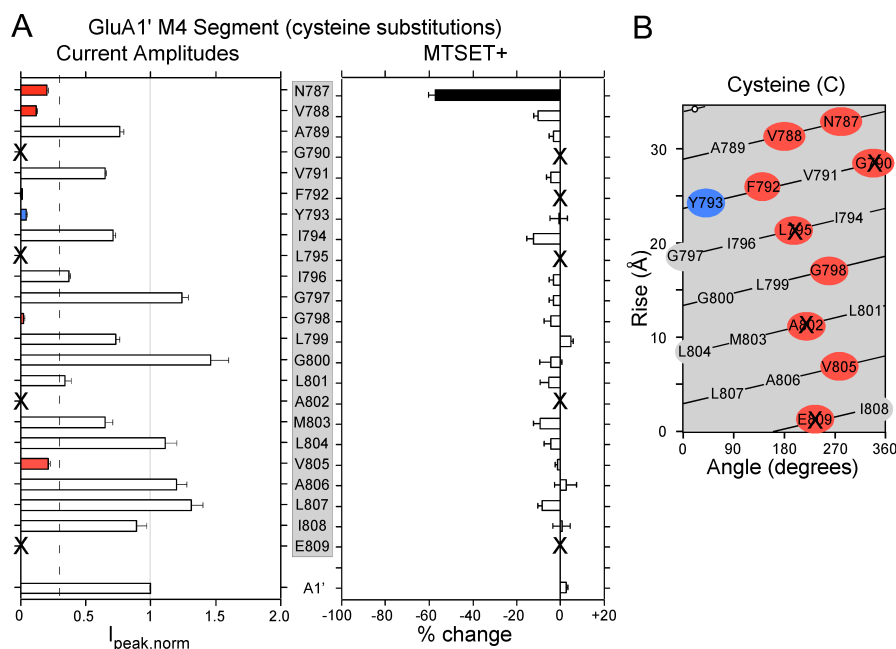 A
GluA1' M4 Segment (cysteine substitutions)
Current Amplitudes
MTSET+
N787
V788
A789
G790
V791
F792
Y793
I794
L795
I796
G797
G798
L799
G800
L801
A802
M803
L804
V805
A806
L807
I808
E809
A1'
X
X
X
X
X
X
X
X
0
0.5
1.0
1.5
2.0
I peak.norm
-100
-80
-60
-40
-20
0
+20
% change
B
Cysteine (C)
N787
V788
A789
G790
V791
F792
Y793
I794
L795
I796
G797
G798
L799
G800
L801
A802
M803
L804
V805
A806
L807
I808
E809
X
X
X
X
30
20
10
0
Rise (Å)
0
90
180
270
360
Angle (degrees)